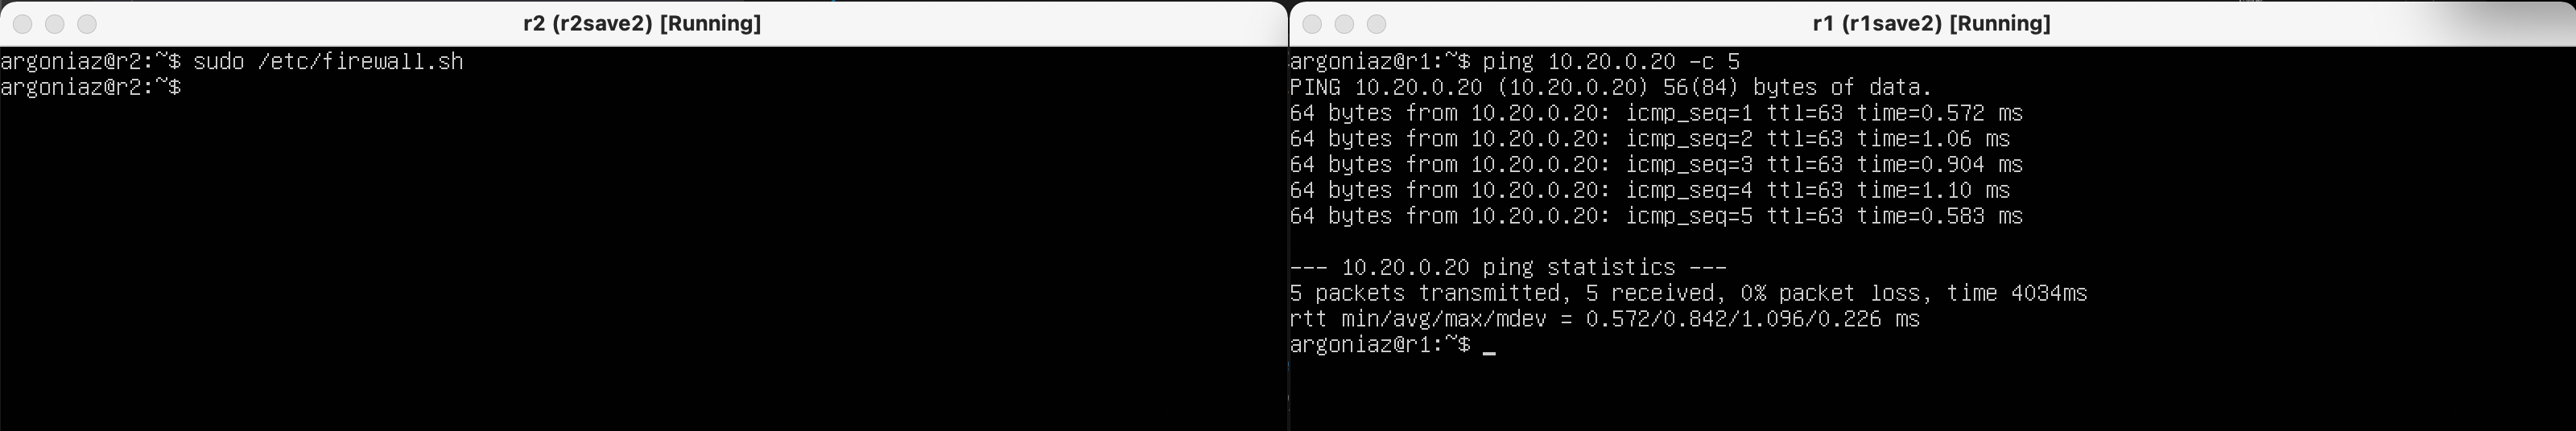 r2 (r2save2) [Running]
argoniaz@r2:~$ sudo /etc/firewall.sh
argoniaz@r2:~$
r1 (r1save2) [Running]
argoniaz@r1:~$ ping 10.20.0.20 -c 5
PING 10.20.0.20 (10.20.0.20) 56(84) bytes of data.
64 bytes from 10.20.0.20: icmp_seq=1 ttl=63 time=0.572 ms
64 bytes from 10.20.0.20: icmp_seq=2 ttl=63 time=1.06 ms
64 bytes from 10.20.0.20: icmp_seq=3 ttl=63 time=0.904 ms
64 bytes from 10.20.0.20: icmp_seq=4 ttl=63 time=1.10 ms
64 bytes from 10.20.0.20: icmp_seq=5 ttl=63 time=0.583 ms
--- 10.20.0.20 ping statistics ---
5 packets transmitted, 5 received, 0% packet loss, time 4034ms
rtt min/avg/max/mdev = 0.572/0.842/1.096/0.226 ms
argoniaz@r1:~$ _